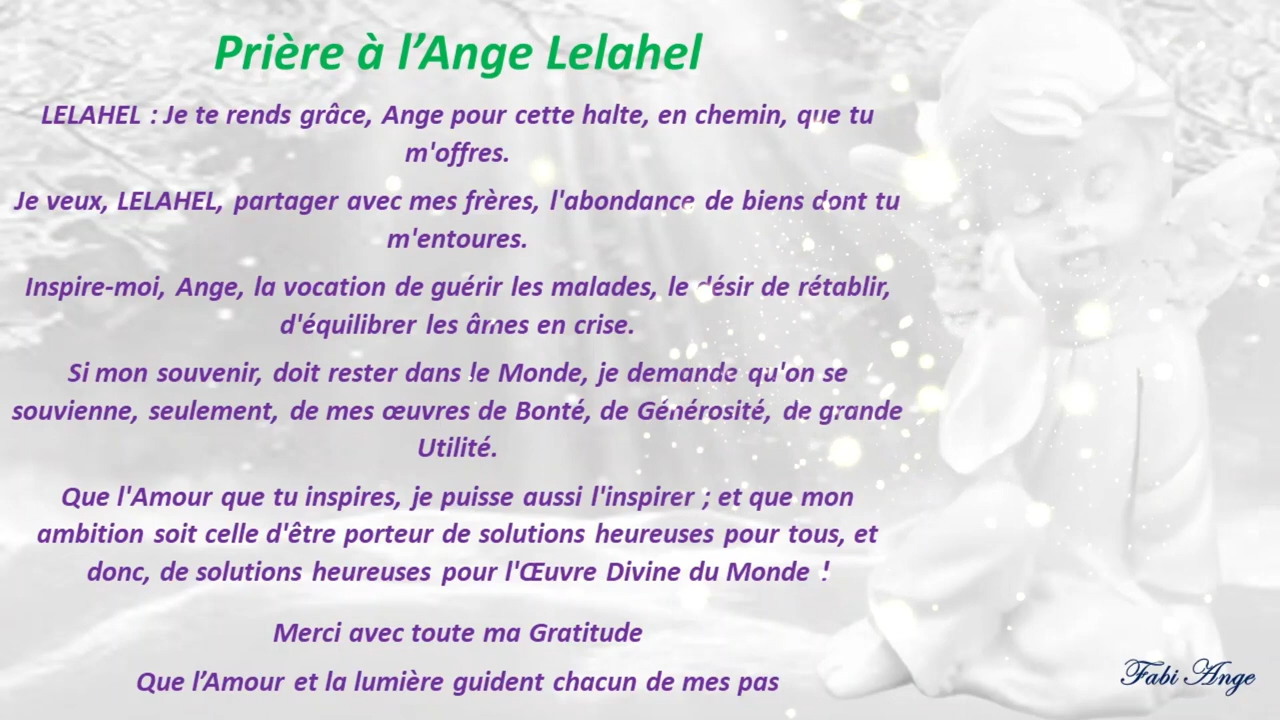 Prière à l’Ange Lelahel
LELAHEL : Je te rends grâce, Ange pour cette halte, en chemin, que tu
m'offres.
Je veux, LELAHEL, partager avec mes frères, l'abondance de biens dont tu
m'entoures.
Inspire-moi, Ange, la vocation de guérir les malades, le désir de rétablir,
d'équilibrer les âmes en crise.
Si mon souvenir, doit rester dans le Monde, je demande qu'on se
souvienne, seulement, de mes œuvres de Bonté, de Générosité, de grande
Utilité.
Que l'Amour que tu inspires, je puisse aussi l'inspirer ; et que mon
ambition soit celle d'être porteur de solutions heureuses pour tous, et
donc, de solutions heureuses pour l'Œuvre Divine du Monde !
Merci avec toute ma Gratitude
Que l’Amour et la lumière guident chacun de mes pas
Fabi Ange